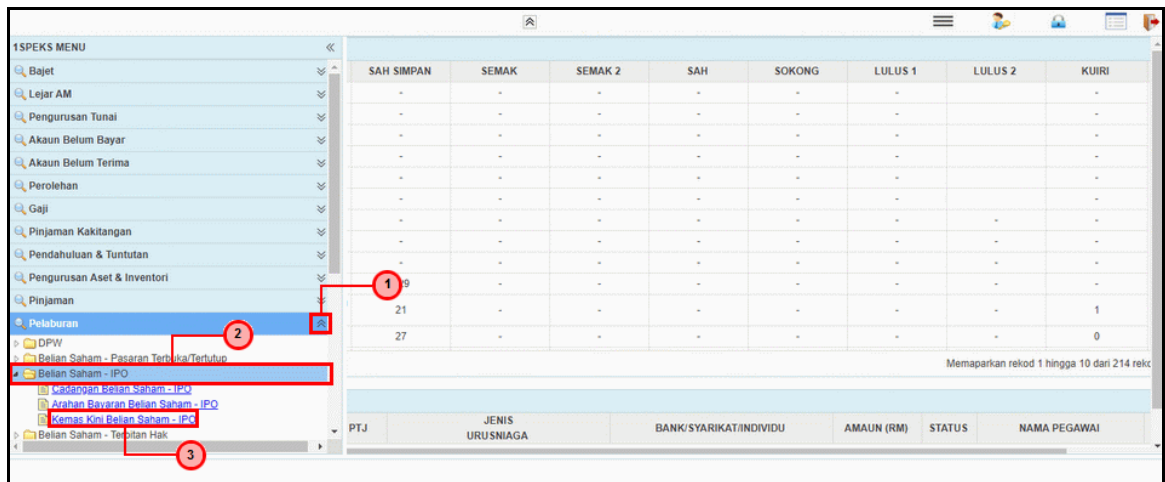 1SPEKS MENU
Bajet
Lejar AM
Pengurusan Tunai
Akaun Belum Bayar
Akaun Belum Terima
Perolehan
Gaji
Pinjaman Kakitangan
Pendahuluan & Tuntutan
Pengurusan Aset & Inventori
Pinjaman
Pelaburan
DPW
Belian Saham - Pasaran Terbuka/Tertutup
Belian Saham - IPO
Cadangan Belian Saham - IPO
Arahan Bayaran Belian Saham - IPO
Kemas Kini Belian Saham - IPO
Belian Saham - Terbitan Hak
1
2
3
SAH SIMPAN SEMAK SEMAK 2 SAH SOKONG LULUS 1 LULUS 2 KUIRI
- - - - - - -
- - - - - - -
- - - - - - -
- - - - - - -
- - - - - - -
- - - - - - -
- - - - - - - -
- - - - - - - -
- - - - - - - -
29 - - - - - - -
21 - - - - - - 1
27 - - - - - - 0
Memaparkan rekod 1 hingga 10 dari 214 reko
PTJ JENIS URUSNIAGA BANK/SYARIKAT/INDIVIDU AMAUN (RM) STATUS NAMA PEGAWAI